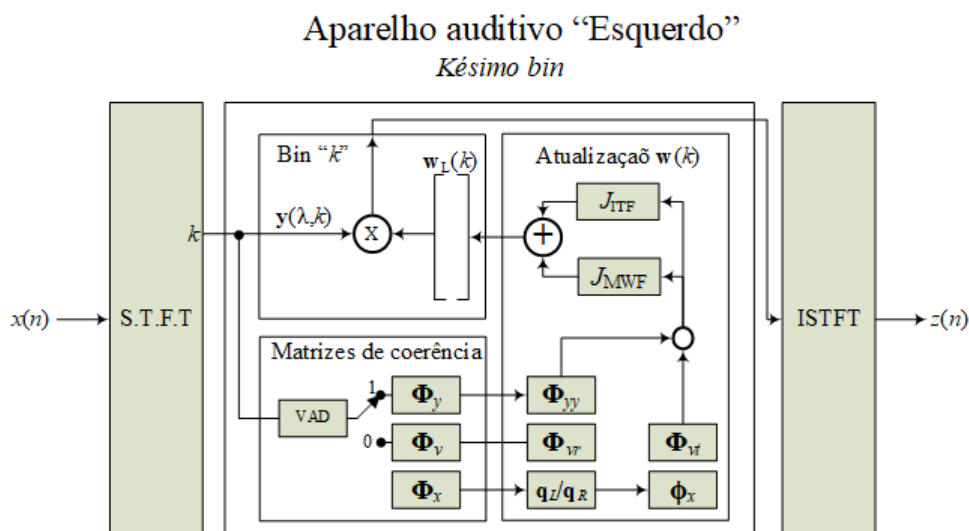 Aparelho auditivo “Esquerdo”
Késimo bin
Bin “k”
w_L(k)
Atualizaçaõ w(k)
J_ITF
y(λ,k)
k
X
+
J_MWF
x(n)
S.T.F.T
ISTFT
z(n)
Matrizes de coerência
VAD
1
Φ_y
Φ_yy
0
Φ_v
Φ_vr
Φ_vt
Φ_x
q_L/q_R
ϕ_x